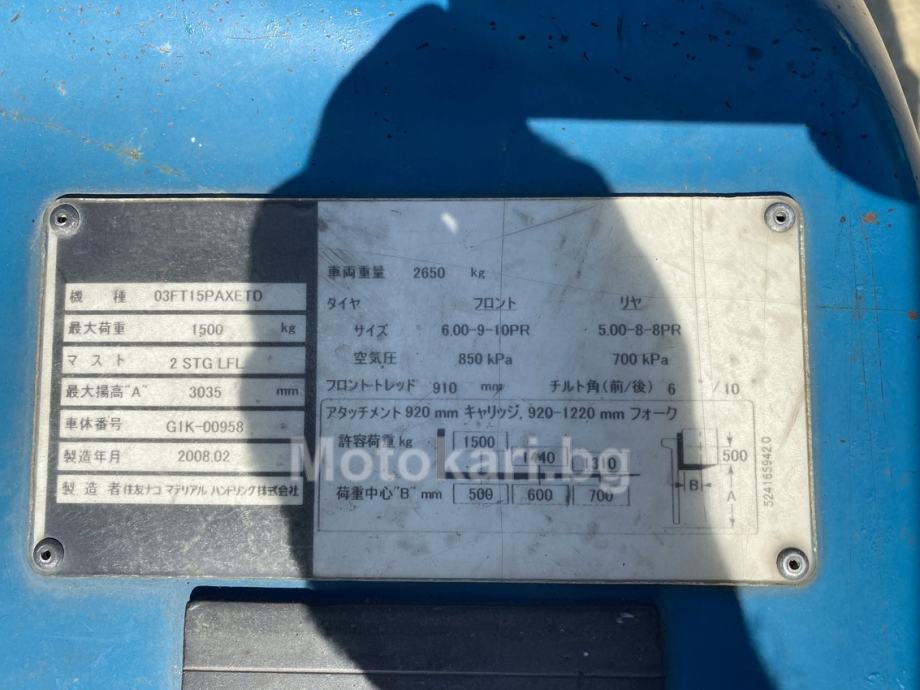 機 種 03FT15PAXETD
最大荷重 1500 kg
マスト 2 STG LFL
最大揚高"A" 3035 mm
車体番号 G1K-00958
製造年月 2008.02
製造者 住友ナコ マテリアル ハンドリング株式会社
車両重量 2650 kg
タイヤ フロント リヤ
サイズ 6.00-9-10PR 5.00-8-8PR
空気圧 850 kPa 700 kPa
フロントトレッド 910 mm チルト角(前/後) 6 °/10
アタッチメント 920 mm キャリッジ, 920-1220 mm フォーク
許容荷重 kg 1500 1440 1310
荷重中心"B" mm 500 600 700
B A 500
524165942O
Motokari.bg